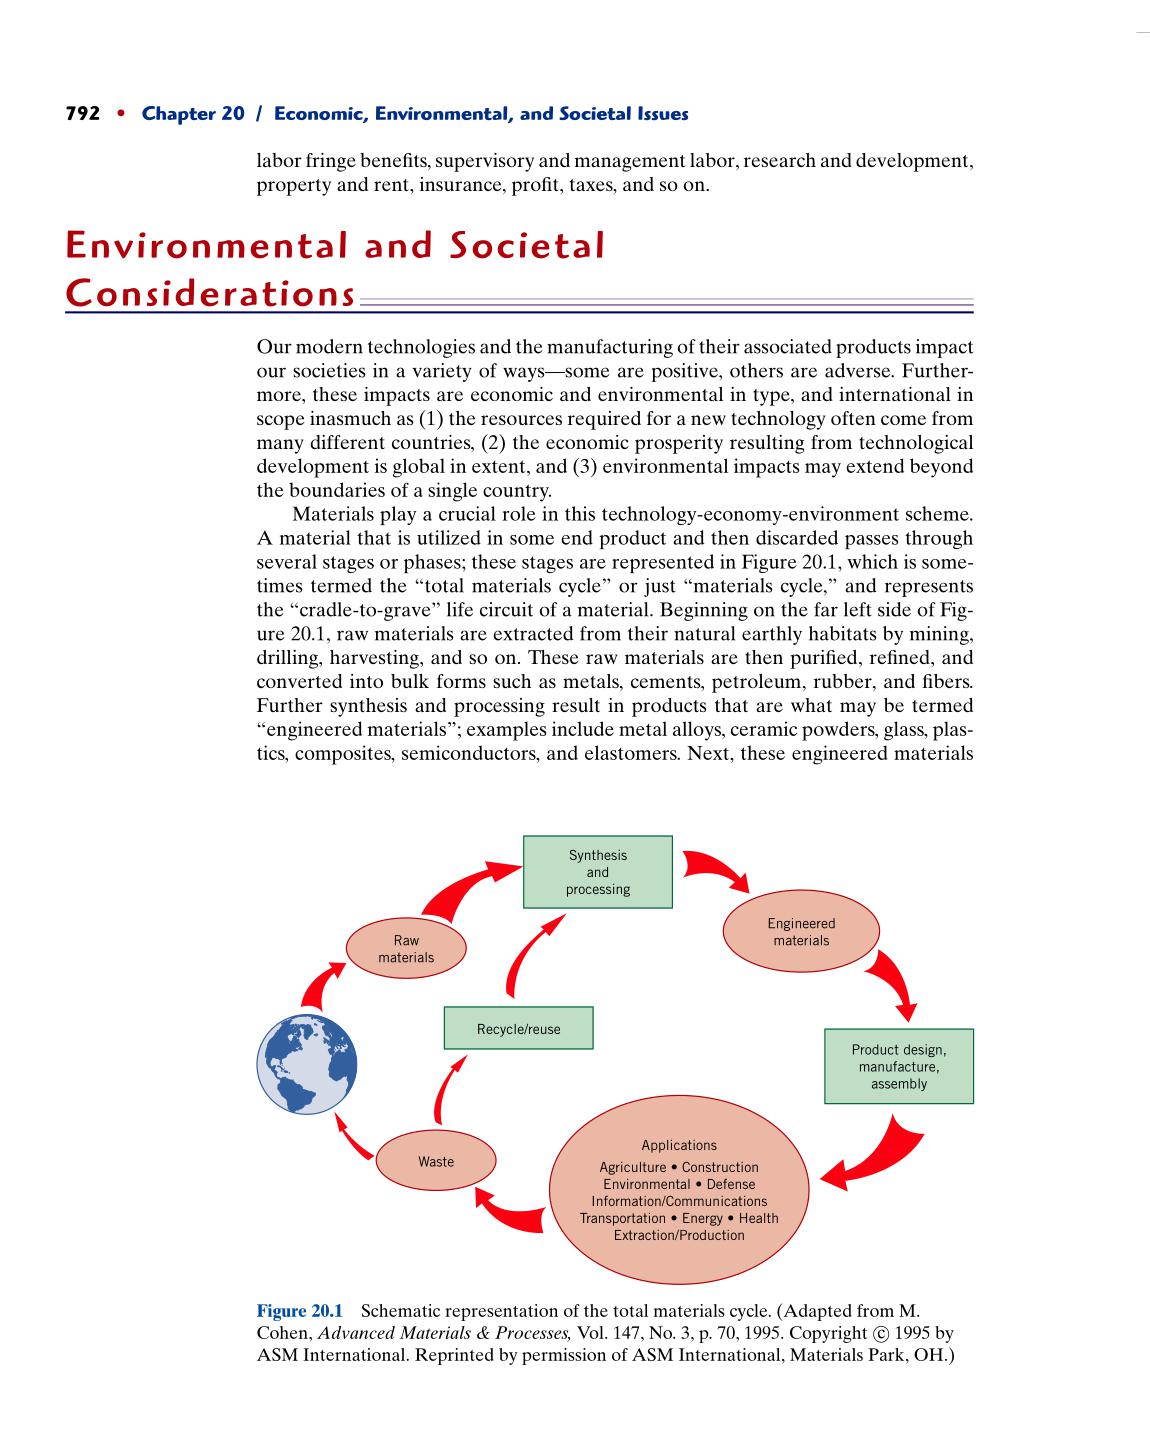 792 • Chapter 20 / Economic, Environmental, and Societal Issues
labor fringe benefits, supervisory and management labor, research and development,
property and rent, insurance, profit, taxes, and so on.
Environmental and Societal
Considerations
Our modern technologies and the manufacturing of their associated products impact
our societies in a variety of ways—some are positive, others are adverse. Further-
more, these impacts are economic and environmental in type, and international in
scope inasmuch as (1) the resources required for a new technology often come from
many different countries, (2) the economic prosperity resulting from technological
development is global in extent, and (3) environmental impacts may extend beyond
the boundaries of a single country.
Materials play a crucial role in this technology-economy-environment scheme.
A material that is utilized in some end product and then discarded passes through
several stages or phases; these stages are represented in Figure 20.1, which is some-
times termed the “total materials cycle” or just “materials cycle,” and represents
the “cradle-to-grave” life circuit of a material. Beginning on the far left side of Fig-
ure 20.1, raw materials are extracted from their natural earthly habitats by mining,
drilling, harvesting, and so on. These raw materials are then purified, refined, and
converted into bulk forms such as metals, cements, petroleum, rubber, and fibers.
Further synthesis and processing result in products that are what may be termed
“engineered materials”; examples include metal alloys, ceramic powders, glass, plas-
tics, composites, semiconductors, and elastomers. Next, these engineered materials
Synthesis
and
processing
Engineered
materials
Raw
materials
Recycle/reuse
Product design,
manufacture,
assembly
Applications
Agriculture • Construction
Environmental • Defense
Information/Communications
Transportation • Energy • Health
Extraction/Production
Waste
Figure 20.1 Schematic representation of the total materials cycle. (Adapted from M.
Cohen, Advanced Materials & Processes, Vol. 147, No. 3, p. 70, 1995. Copyright © 1995 by
ASM International. Reprinted by permission of ASM International, Materials Park, OH.)